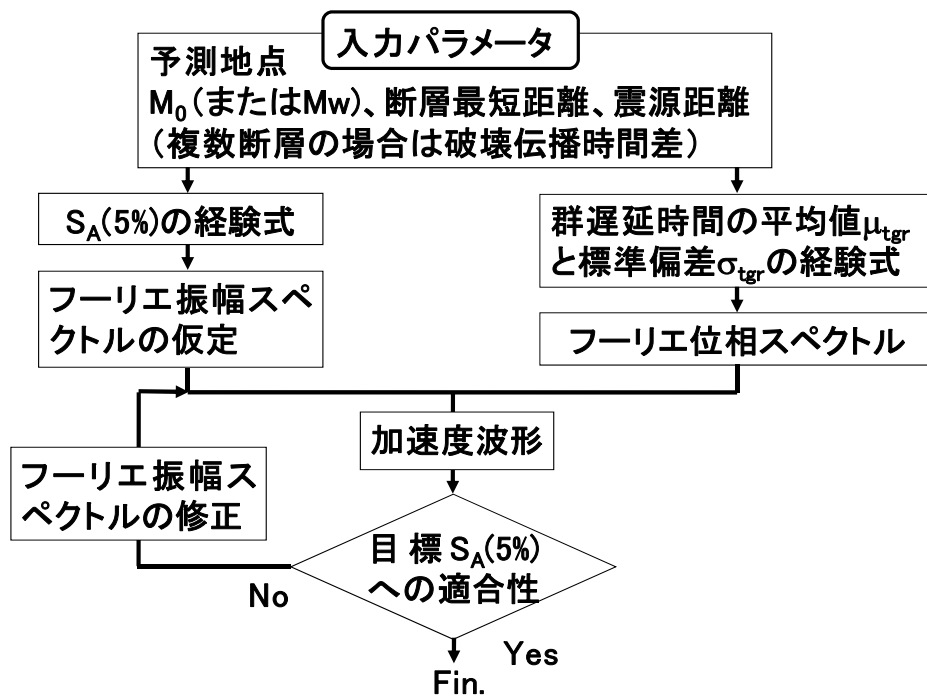 入力パラメータ
予測地点
M0(またはMw)、断層最短距離、震源距離
(複数断層の場合は破壊伝播時間差)
SA(5%)の経験式
群遅延時間の平均値μtgr
と標準偏差σtgrの経験式
フーリエ振幅スペ
クトルの仮定
フーリエ位相スペクトル
加速度波形
フーリエ振幅ス
ペクトルの修正
目標SA(5%)
への適合性
No
Yes
Fin.